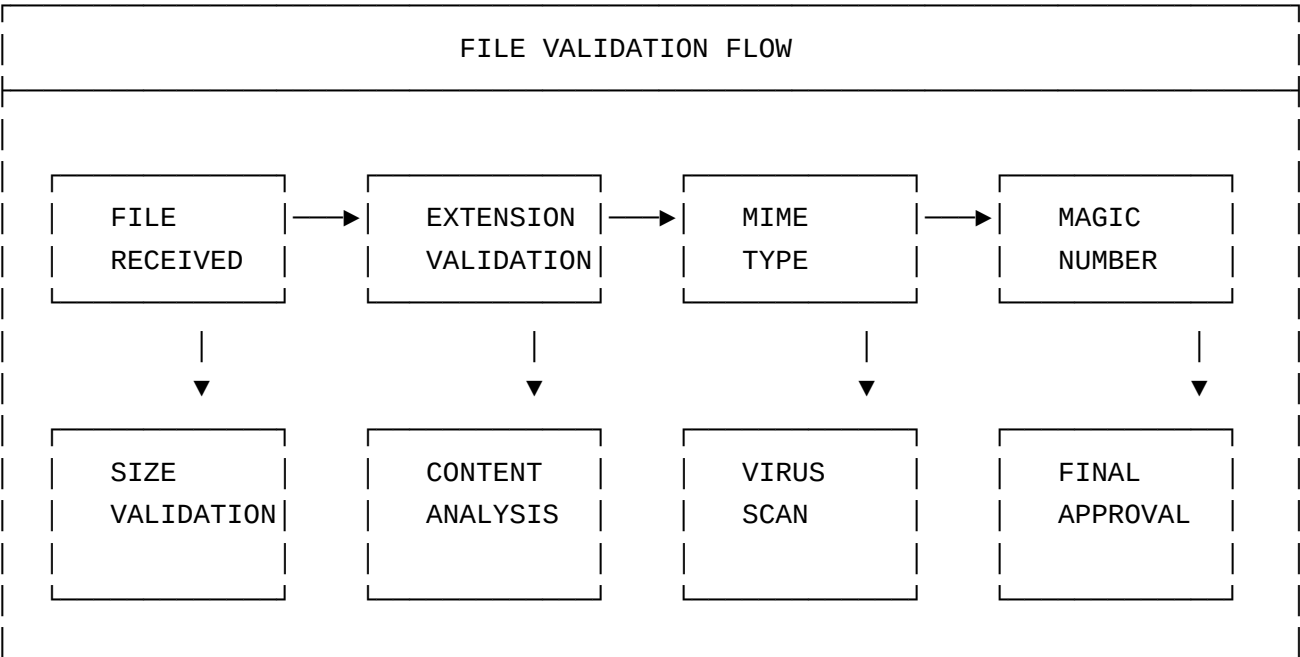 FILE VALIDATION FLOW
FILE RECEIVED
EXTENSION VALIDATION
MIME TYPE
MAGIC NUMBER
SIZE VALIDATION
CONTENT ANALYSIS
VIRUS SCAN
FINAL APPROVAL